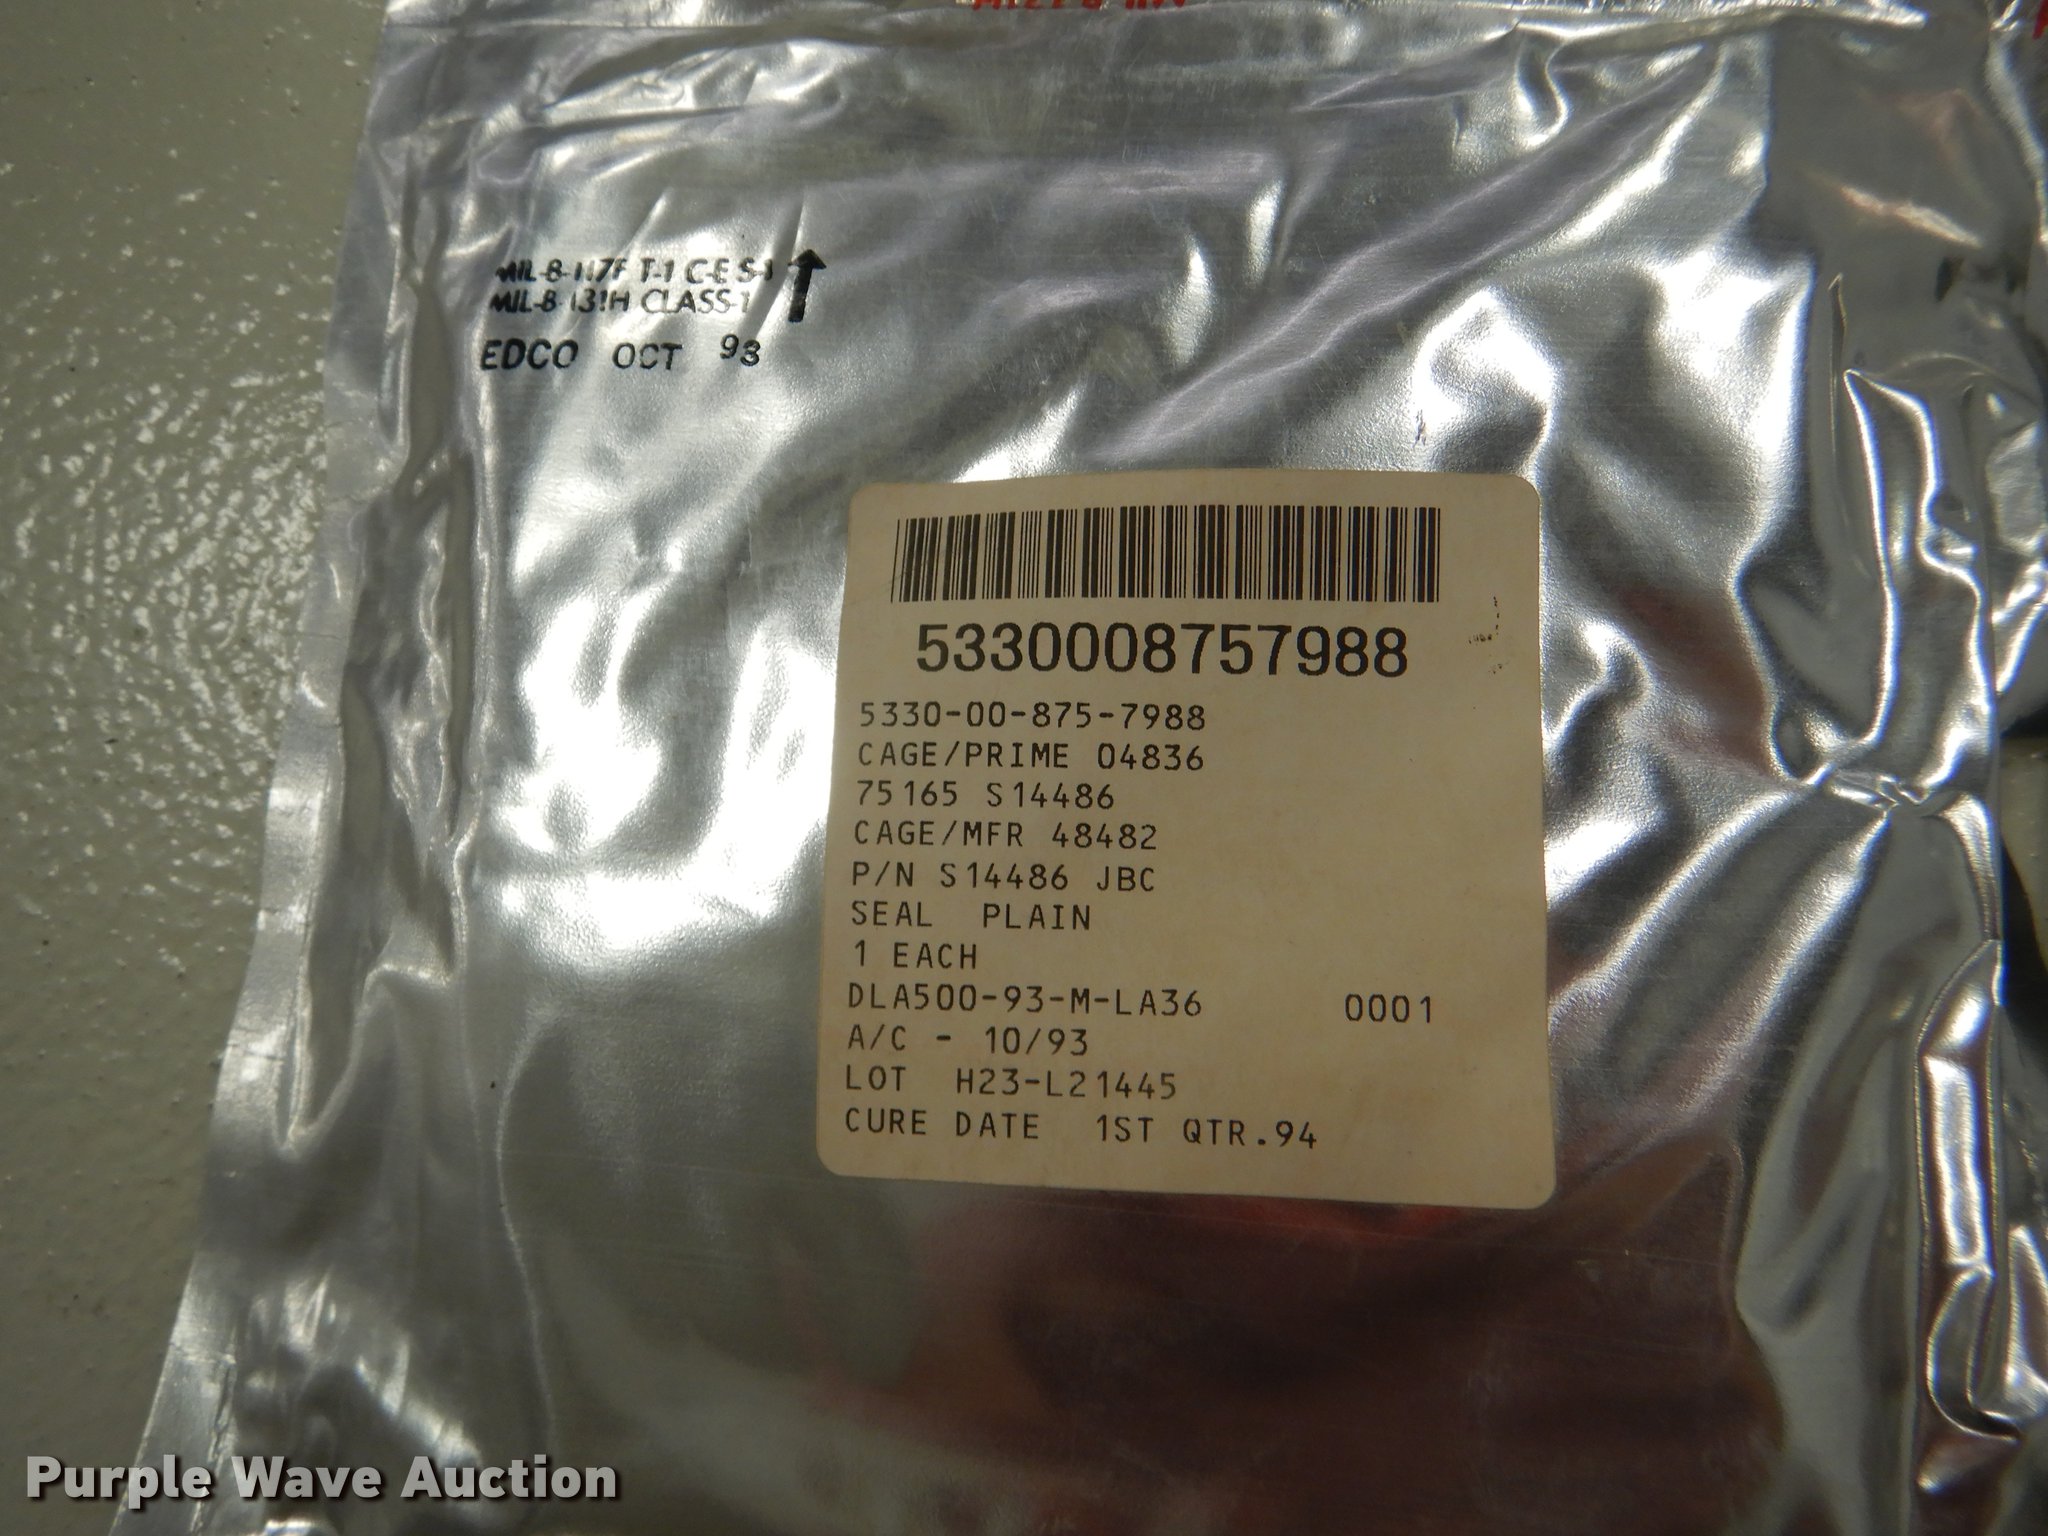 MIL-B-117F T-1 C-E S-1
MIL-B-131H CLASS-1
EDCO OCT 93
5330008757988
5330-00-875-7988
CAGE/PRIME 04836
75165 S14486
CAGE/MFR 48482
P/N S14486 JBC
SEAL PLAIN
1 EACH
DLA500-93-M-LA36 0001
A/C - 10/93
LOT H23-L21445
CURE DATE 1ST QTR.94
Purple Wave Auction